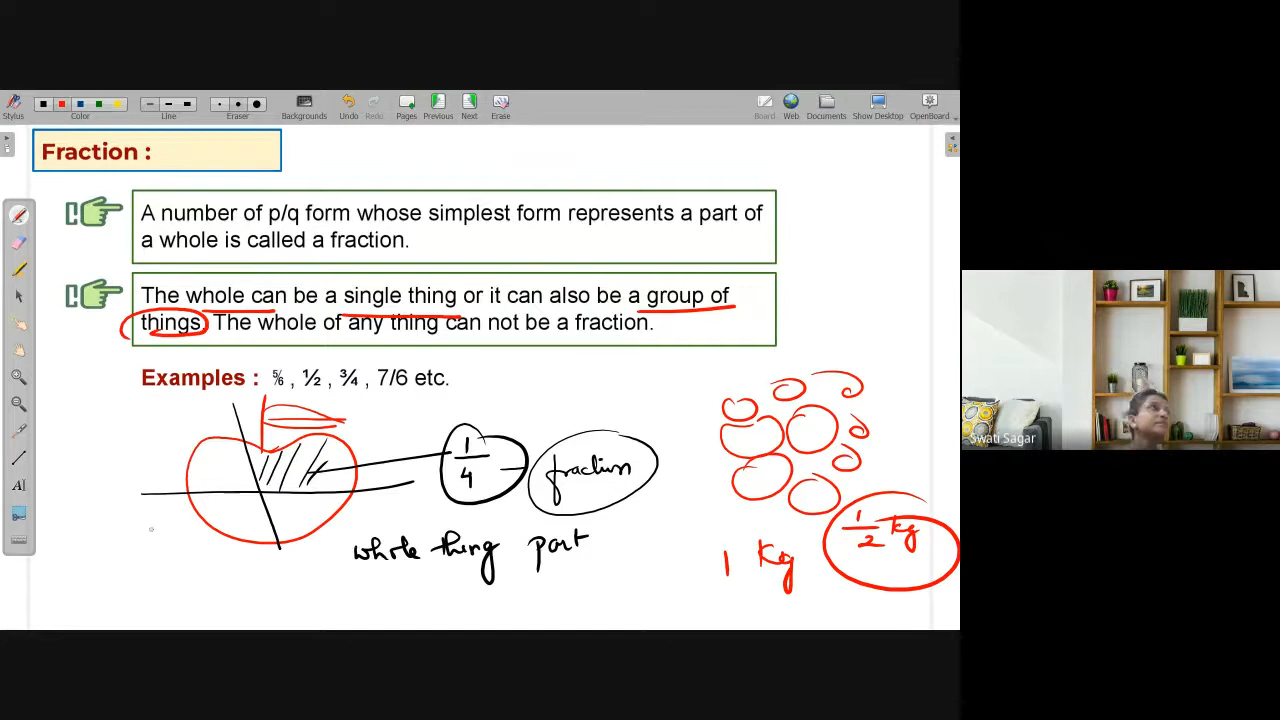 Stylus
Color
Line
Eraser
Backgrounds
Undo
Redo
Pages
Previous
Next
Erase
Board
Web
Documents
Show Desktop
OpenBoard
Fraction :
A number of p/q form whose simplest form represents a part of
a whole is called a fraction.
The whole can be a single thing or it can also be a group of
things. The whole of any thing can not be a fraction.
Examples : ⅚ , ½ , ¾ , 7/6 etc.
1/4
fraction
whole thing part
1 Kg
1/2 kg
Swati Sagar